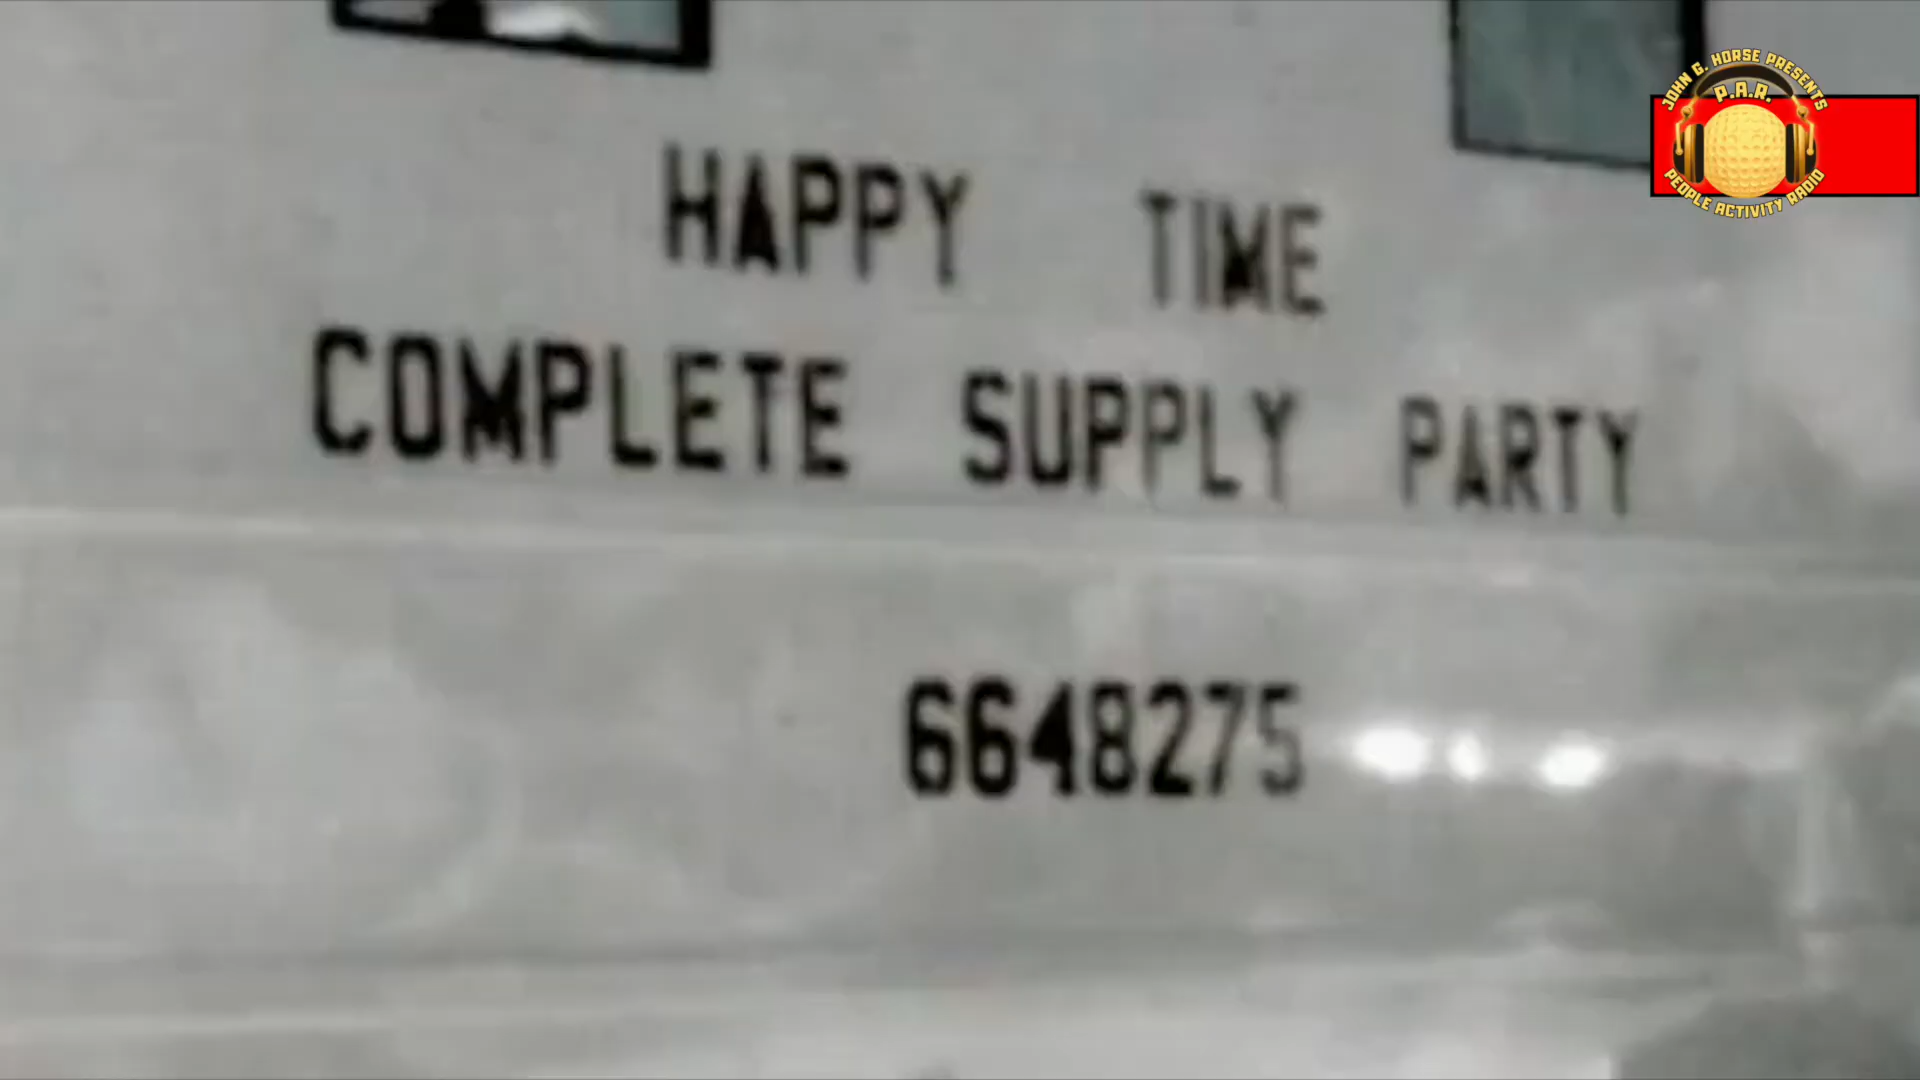 JOHN G. HORSE PRESENTS
P.A.R.
PEOPLE ACTIVITY RADIO
HAPPY TIME
COMPLETE SUPPLY PARTY
6648275